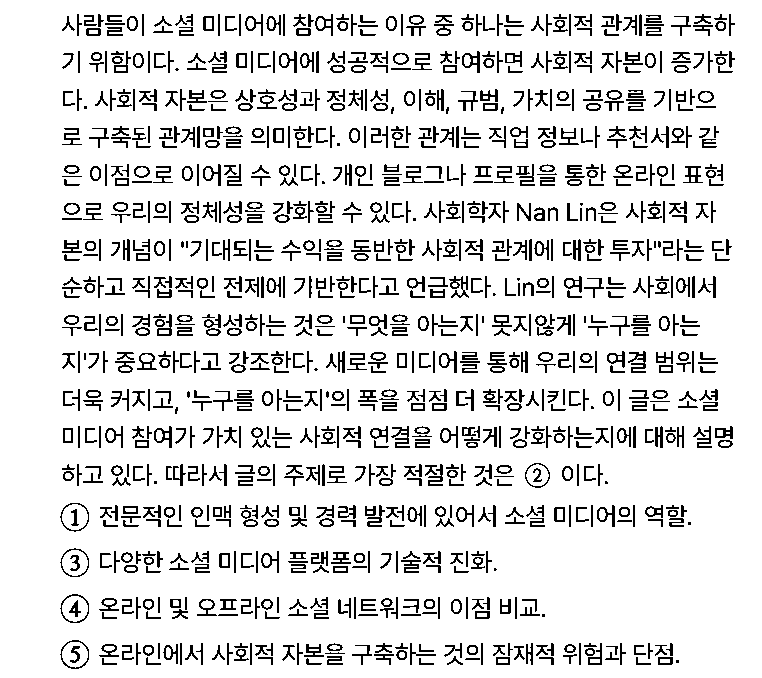 사람들이 소셜 미디어에 참여하는 이유 중 하나는 사회적 관계를 구축하
기 위함이다. 소셜 미디어에 성공적으로 참여하면 사회적 자본이 증가한
다. 사회적 자본은 상호성과 정체성, 이해, 규범, 가치의 공유를 기반으
로 구축된 관계망을 의미한다. 이러한 관계는 직업 정보나 추천서와 같
은 이점으로 이어질 수 있다. 개인 블로그나 프로필을 통한 온라인 표현
으로 우리의 정체성을 강화할 수 있다. 사회학자 Nan Lin은 사회적 자
본의 개념이 "기대되는 수익을 동반한 사회적 관계에 대한 투자"라는 단
순하고 직접적인 전제에 갸반한다고 언급했다. Lin의 연구는 사회에서
우리의 경험을 형성하는 것은 '무엇을 아는지' 못지않게 '누구를 아는
지'가 중요하다고 강조한다. 새로운 미디어를 통해 우리의 연결 범위는
더욱 커지고, '누구를 아는지'의 폭을 점점 더 확장시킨다. 이 글은 소셜
미디어 참여가 가치 있는 사회적 연결을 어떻게 강화하는지에 대해 설명
하고 있다. 따라서 글의 주제로 가장 적절한 것은 ② 이다.
① 전문적인 인맥 형성 및 경력 발전에 있어서 소셜 미디어의 역할.
③ 다양한 소셜 미디어 플랫폼의 기술적 진화.
④ 온라인 및 오프라인 소셜 네트워크의 이점 비교.
⑤ 온라인에서 사회적 자본을 구축하는 것의 잠재적 위험과 단점.